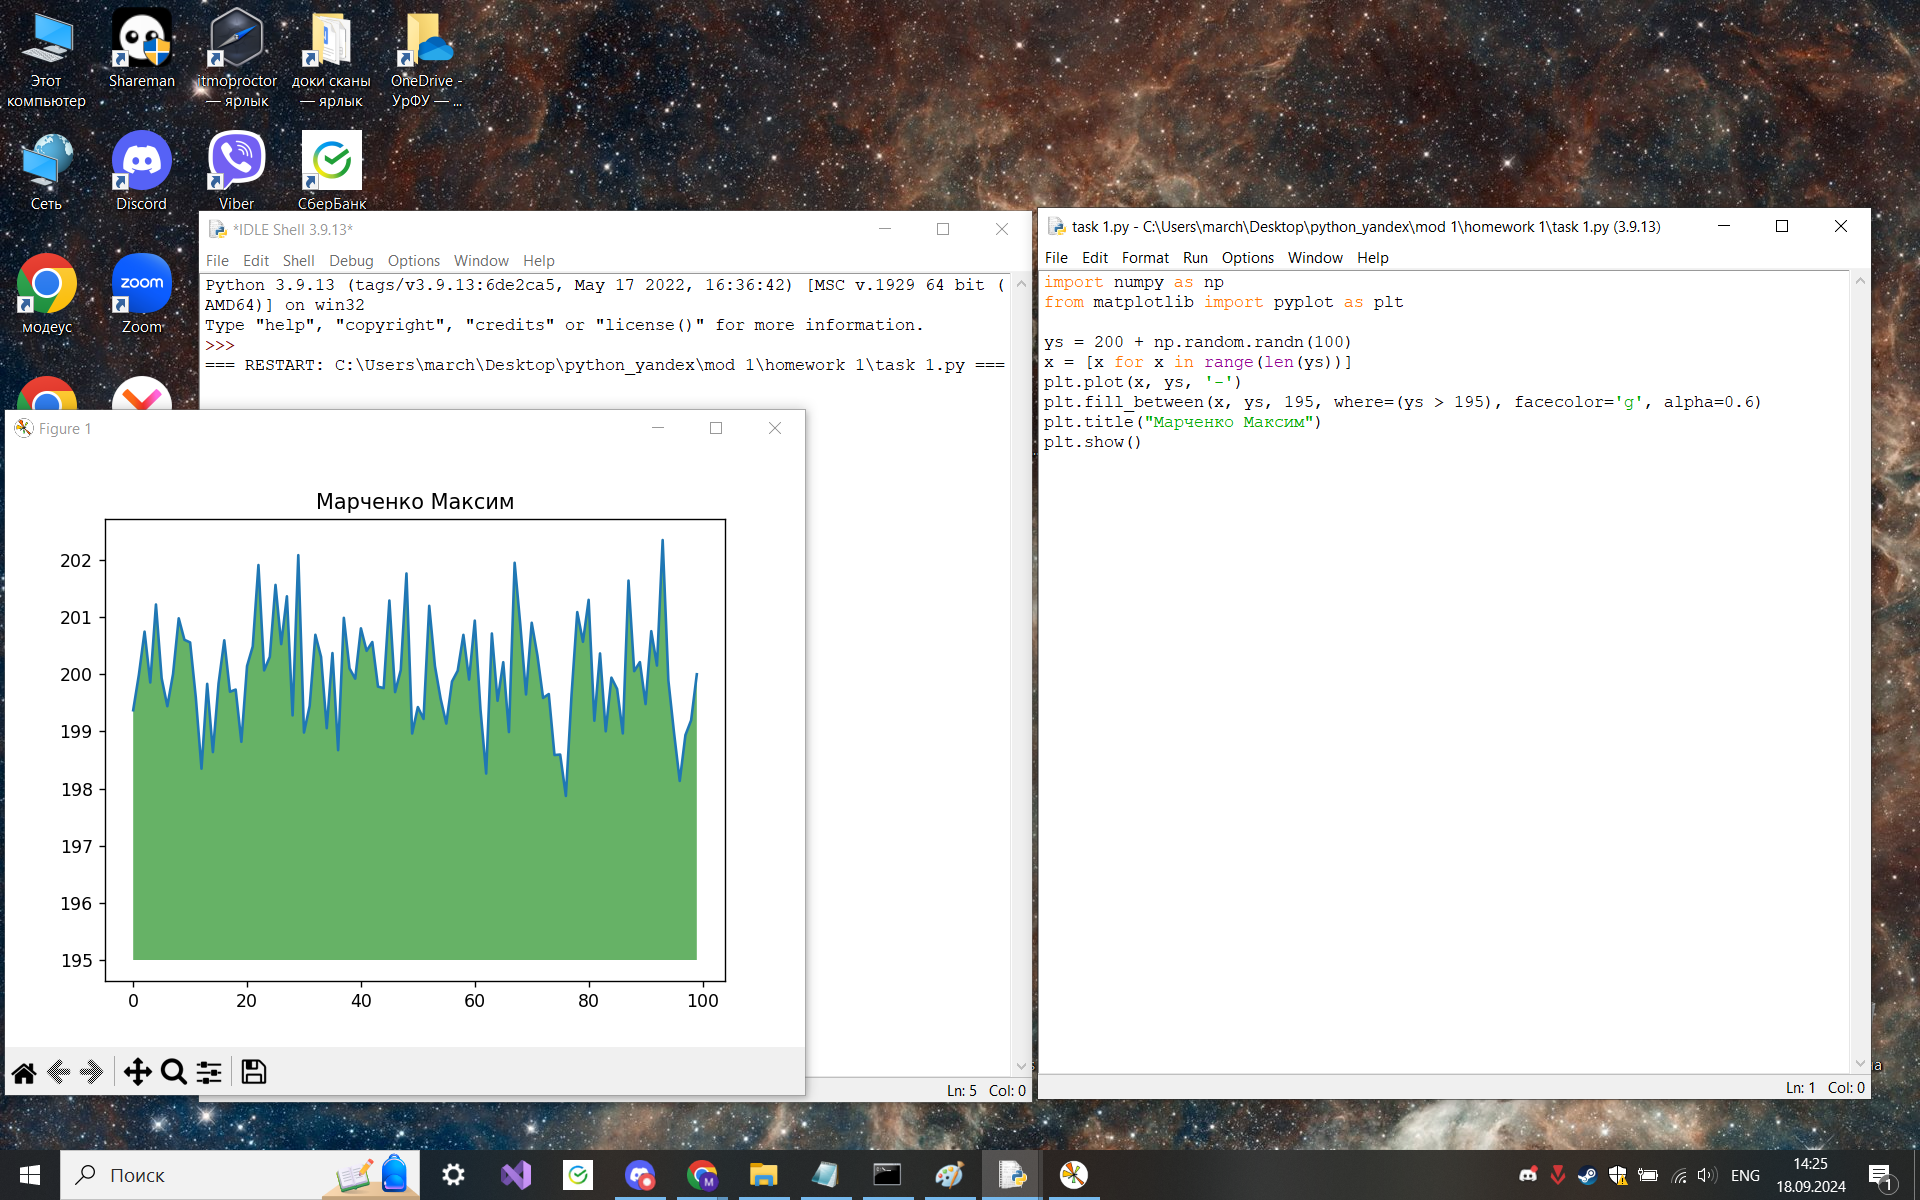 Этот
компьютер
Shareman
itmoproctor
— ярлык
доки сканы
— ярлык
OneDrive -
УрФУ — ...
Сеть
Discord
Viber
СберБанк
модеус
zoom
Zoom
*IDLE Shell 3.9.13*
File Edit Shell Debug Options Window Help
Python 3.9.13 (tags/v3.9.13:6de2ca5, May 17 2022, 16:36:42) [MSC v.1929 64 bit (
AMD64)] on win32
Type "help", "copyright", "credits" or "license()" for more information.
>>>
=== RESTART: C:\Users\march\Desktop\python_yandex\mod 1\homework 1\task 1.py ===
Ln: 5 Col: 0
task 1.py - C:\Users\march\Desktop\python_yandex\mod 1\homework 1\task 1.py (3.9.13)
File Edit Format Run Options Window Help
import numpy as np
from matplotlib import pyplot as plt
ys = 200 + np.random.randn(100)
x = [x for x in range(len(ys))]
plt.plot(x, ys, '-')
plt.fill_between(x, ys, 195, where=(ys > 195), facecolor='g', alpha=0.6)
plt.title("Марченко Максим")
plt.show()
Ln: 1 Col: 0
Figure 1
Марченко Максим
202
201
200
199
198
197
196
195
0 20 40 60 80 100
Поиск
M
ENG
14:25
18.09.2024
1